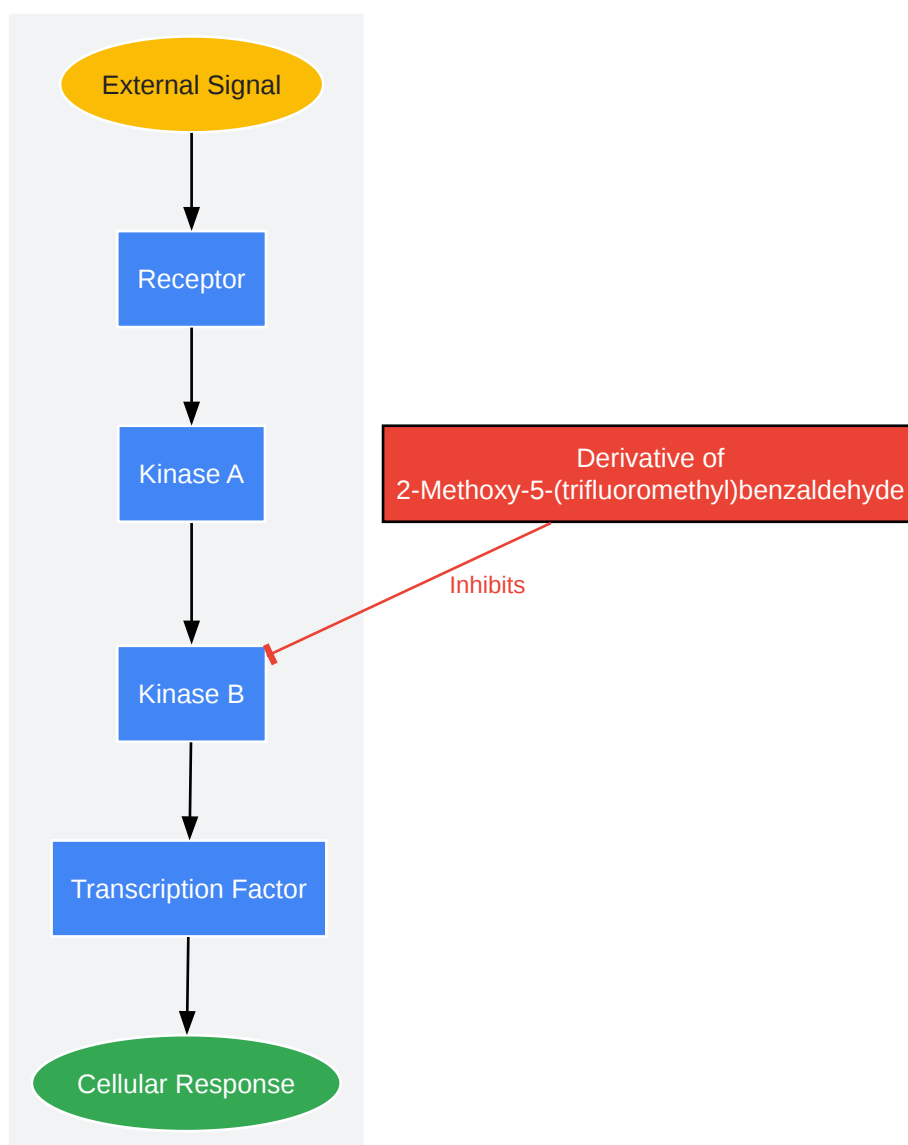 External Signal
Receptor
Kinase A
Derivative of
2-Methoxy-5-(trifluoromethyl)benzaldehyde
Inhibits
Kinase B
Transcription Factor
Cellular Response